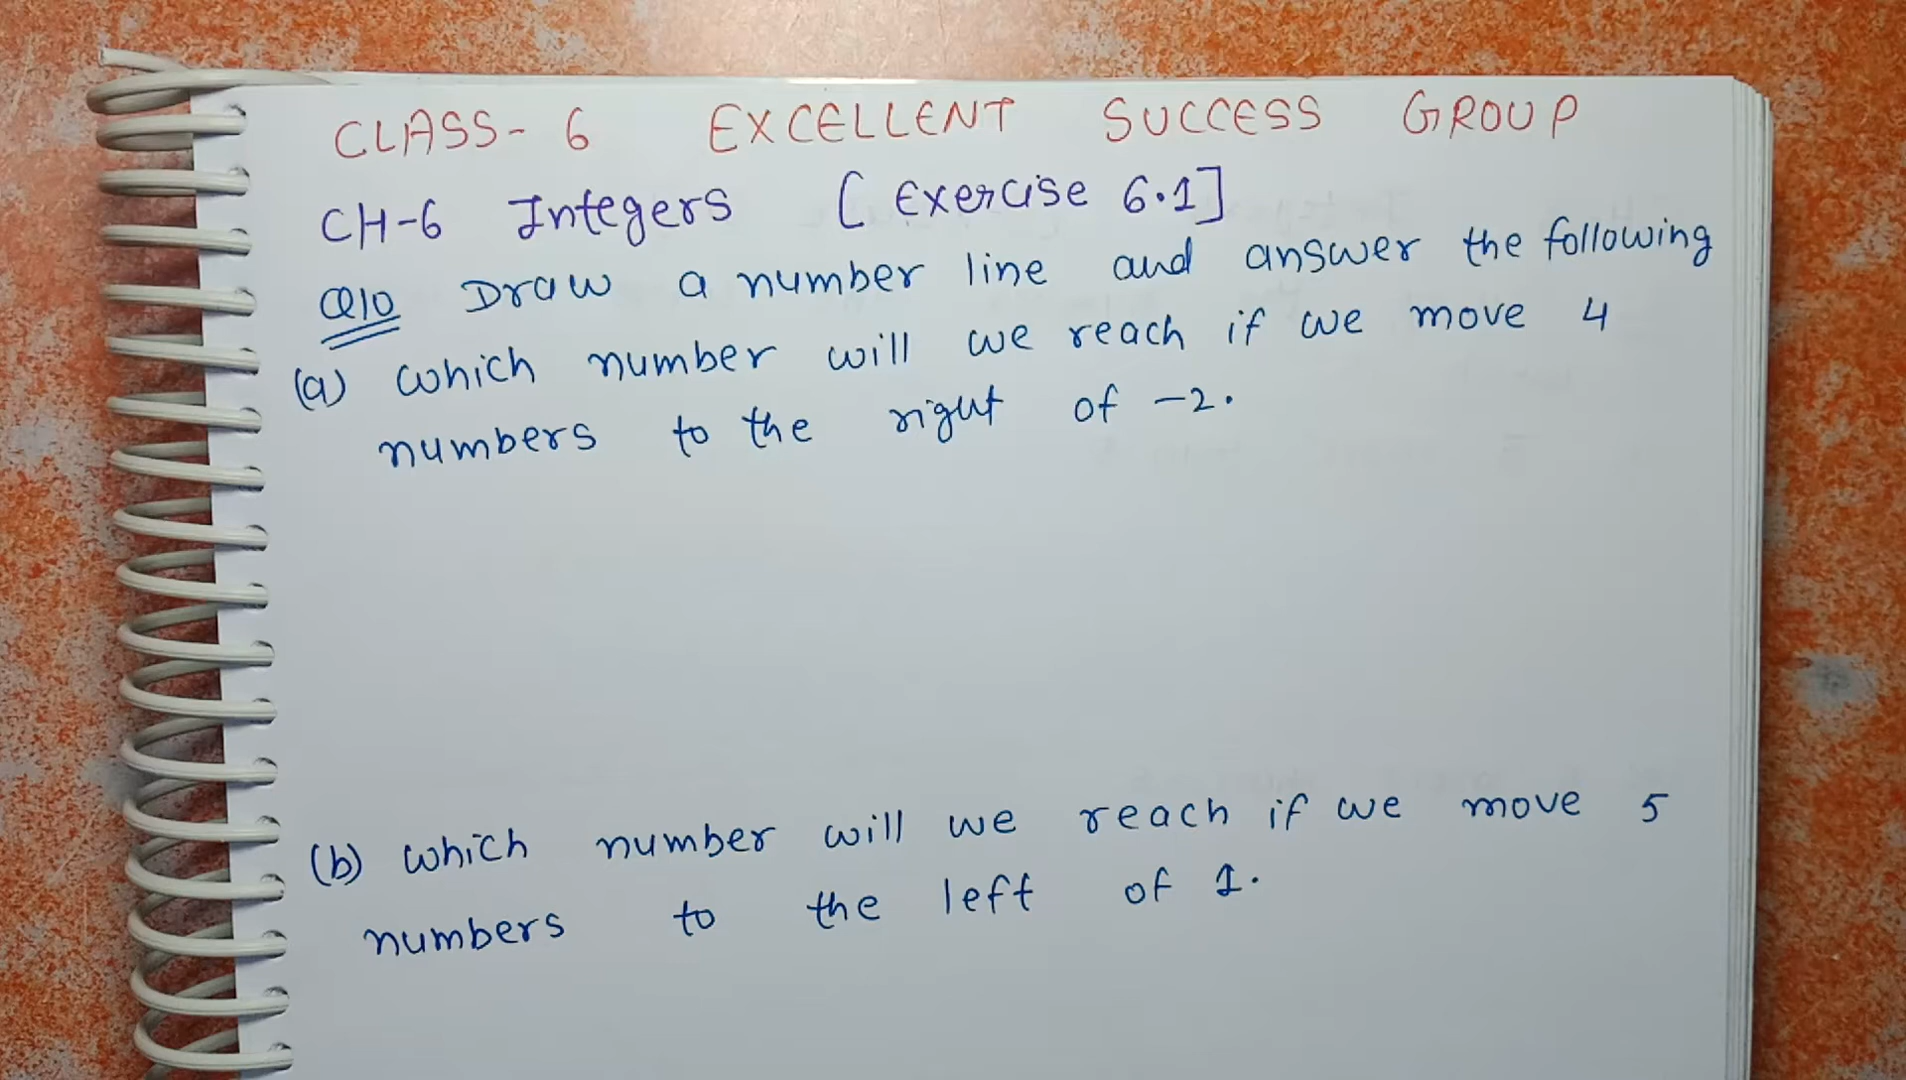 CLASS- 6 EXCELLENT SUCCESS GROUP
CH-6 Integers [Exercise 6.1]
Q10 Draw a number line and answer the following
(a) which number will we reach if we move 4
numbers to the right of -2.
(b) which number will we reach if we move 5
numbers to the left of 1.